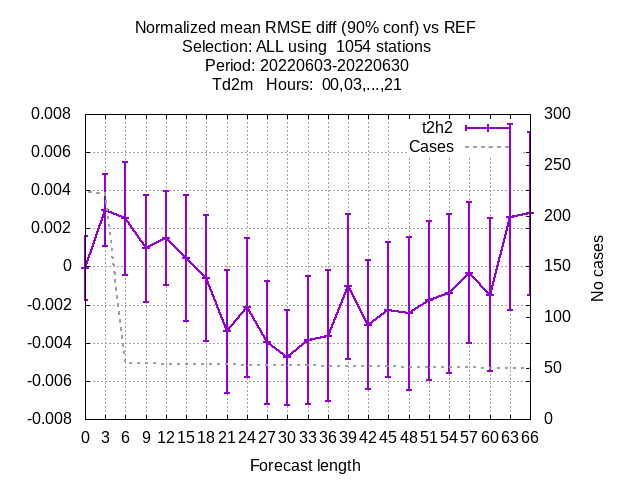 Normalized mean RMSE diff (90% conf) vs REF
Selection: ALL using  1054 stations
Period: 20220603-20220630
Td2m   Hours:  00,03,...,21
t2h2
Cases
0.008
0.006
0.004
0.002
0
-0.002
-0.004
-0.006
-0.008
300
250
200
150
100
50
0
No cases
0 3 6 9 12 15 18 21 24 27 30 33 36 39 42 45 48 51 54 57 60 63 66
Forecast length